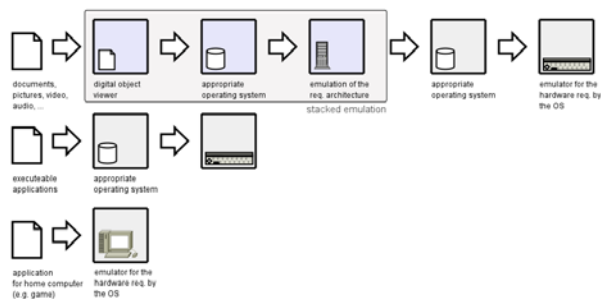 documents,
pictures, video,
audio, ...
digital object
viewer
appropriate
operating system
emulation of the
req. architecture
stacked emulation
appropriate
operating system
emulator for the
hardware req. by
the OS
executeable
applications
appropriate
operating system
application
for home computer
(e.g. game)
emulator for the
hardware req. by
the OS